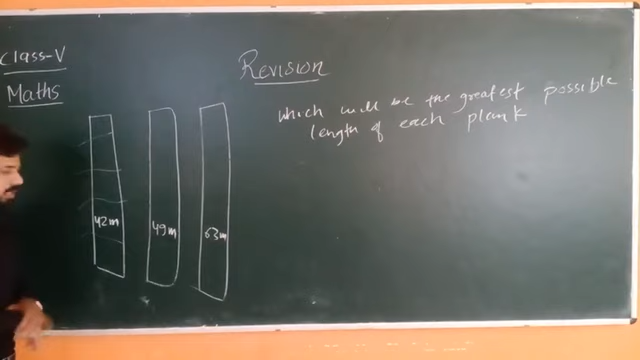 Class-V
Maths
Revision
which will be the greatest possible
length of each plank
42m
49m
63m